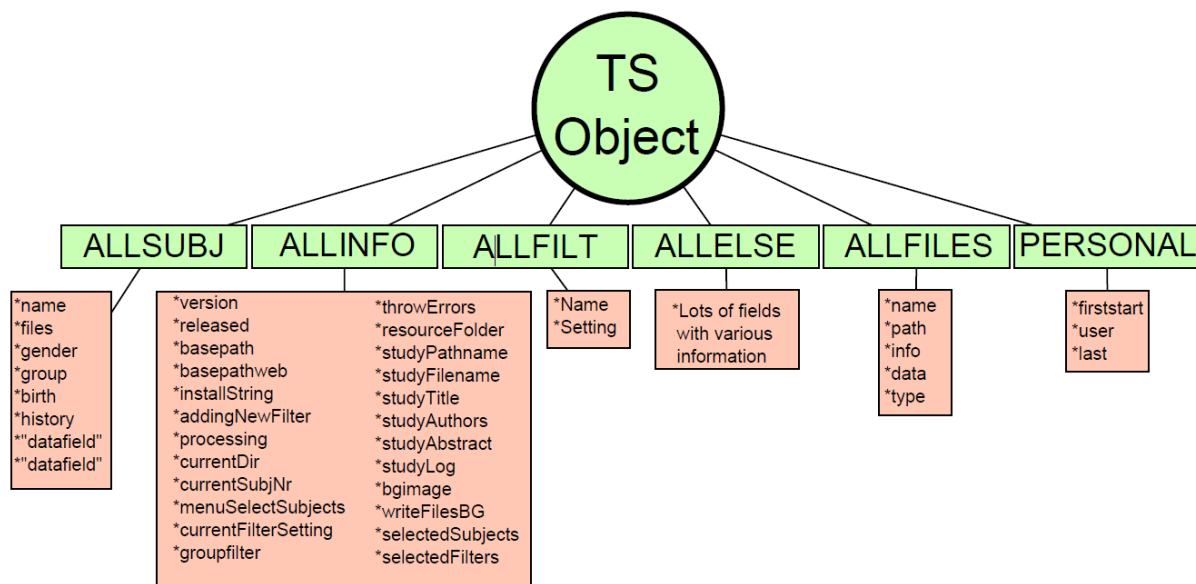 TS
Object
ALLSUBJ
ALLINFO
ALLFILT
ALLELSE
ALLFILES
PERSONAL
*name
*files
*gender
*group
*birth
*history
*"datafield"
*"datafield"
*version
*released
*basepath
*basepathweb
*installString
*addingNewFilter
*processing
*currentDir
*currentSubjNr
*menuSelectSubjects
*currentFilterSetting
*groupfilter
*throwErrors
*resourceFolder
*studyPathname
*studyFilename
*studyTitle
*studyAuthors
*studyAbstract
*studyLog
*bgimage
*writeFilesBG
*selectedSubjects
*selectedFilters
*Name
*Setting
*Lots of fields
with various
information
*name
*path
*info
*data
*type
*firststart
*user
*last